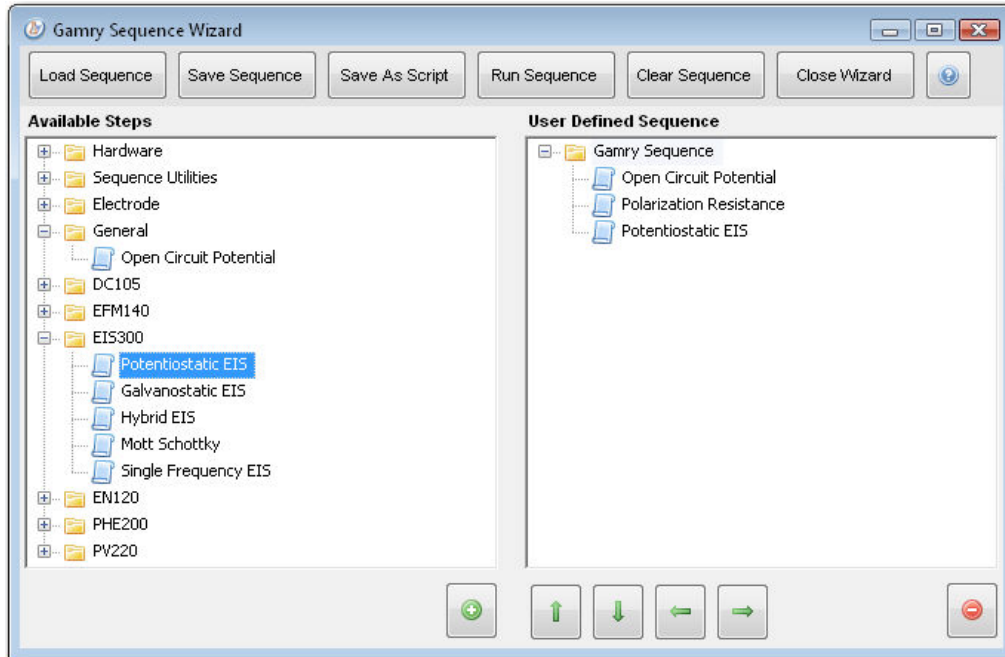 Gamry Sequence Wizard
Load Sequence
Save Sequence
Save As Script
Run Sequence
Clear Sequence
Close Wizard
Available Steps
Hardware
Sequence Utilities
Electrode
General
Open Circuit Potential
DC105
EFM140
EIS300
Potentiostatic EIS
Galvanostatic EIS
Hybrid EIS
Mott Schottky
Single Frequency EIS
EN120
PHE200
PV220
User Defined Sequence
Gamry Sequence
Open Circuit Potential
Polarization Resistance
Potentiostatic EIS